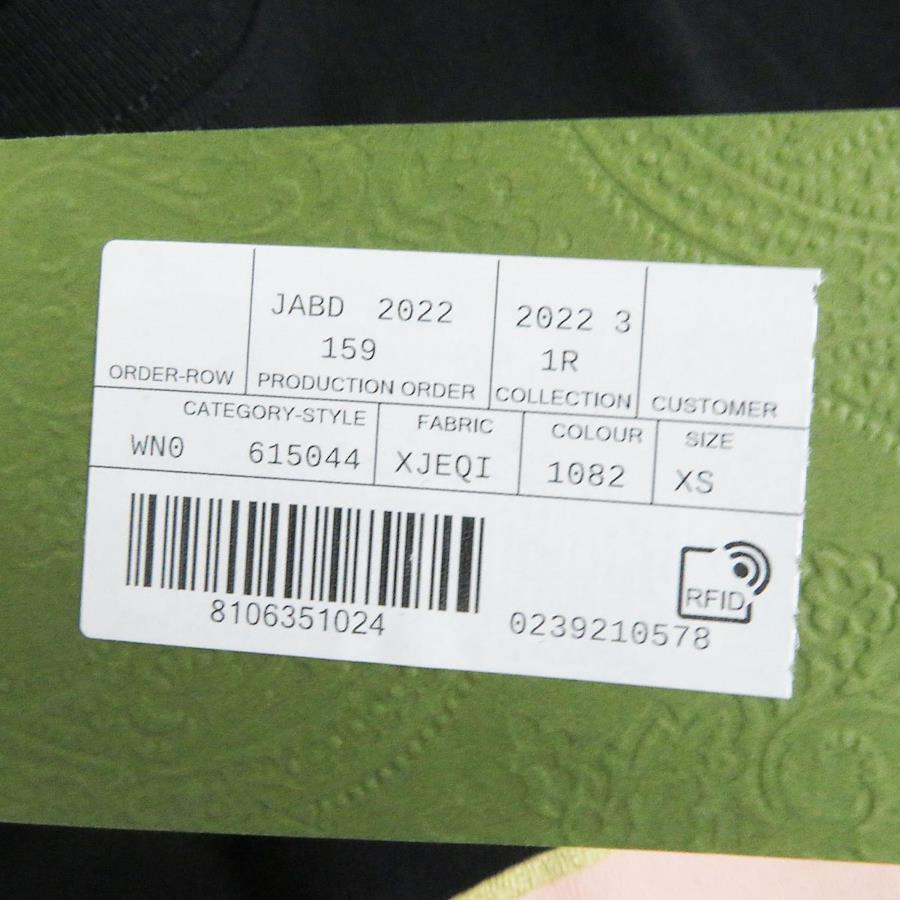 JABD 2022 2022 3
159 1R
ORDER-ROW PRODUCTION ORDER COLLECTION CUSTOMER
CATEGORY-STYLE FABRIC COLOUR SIZE
WN0 615044 XJEQI 1082 XS
RFID
8106351024 0239210578